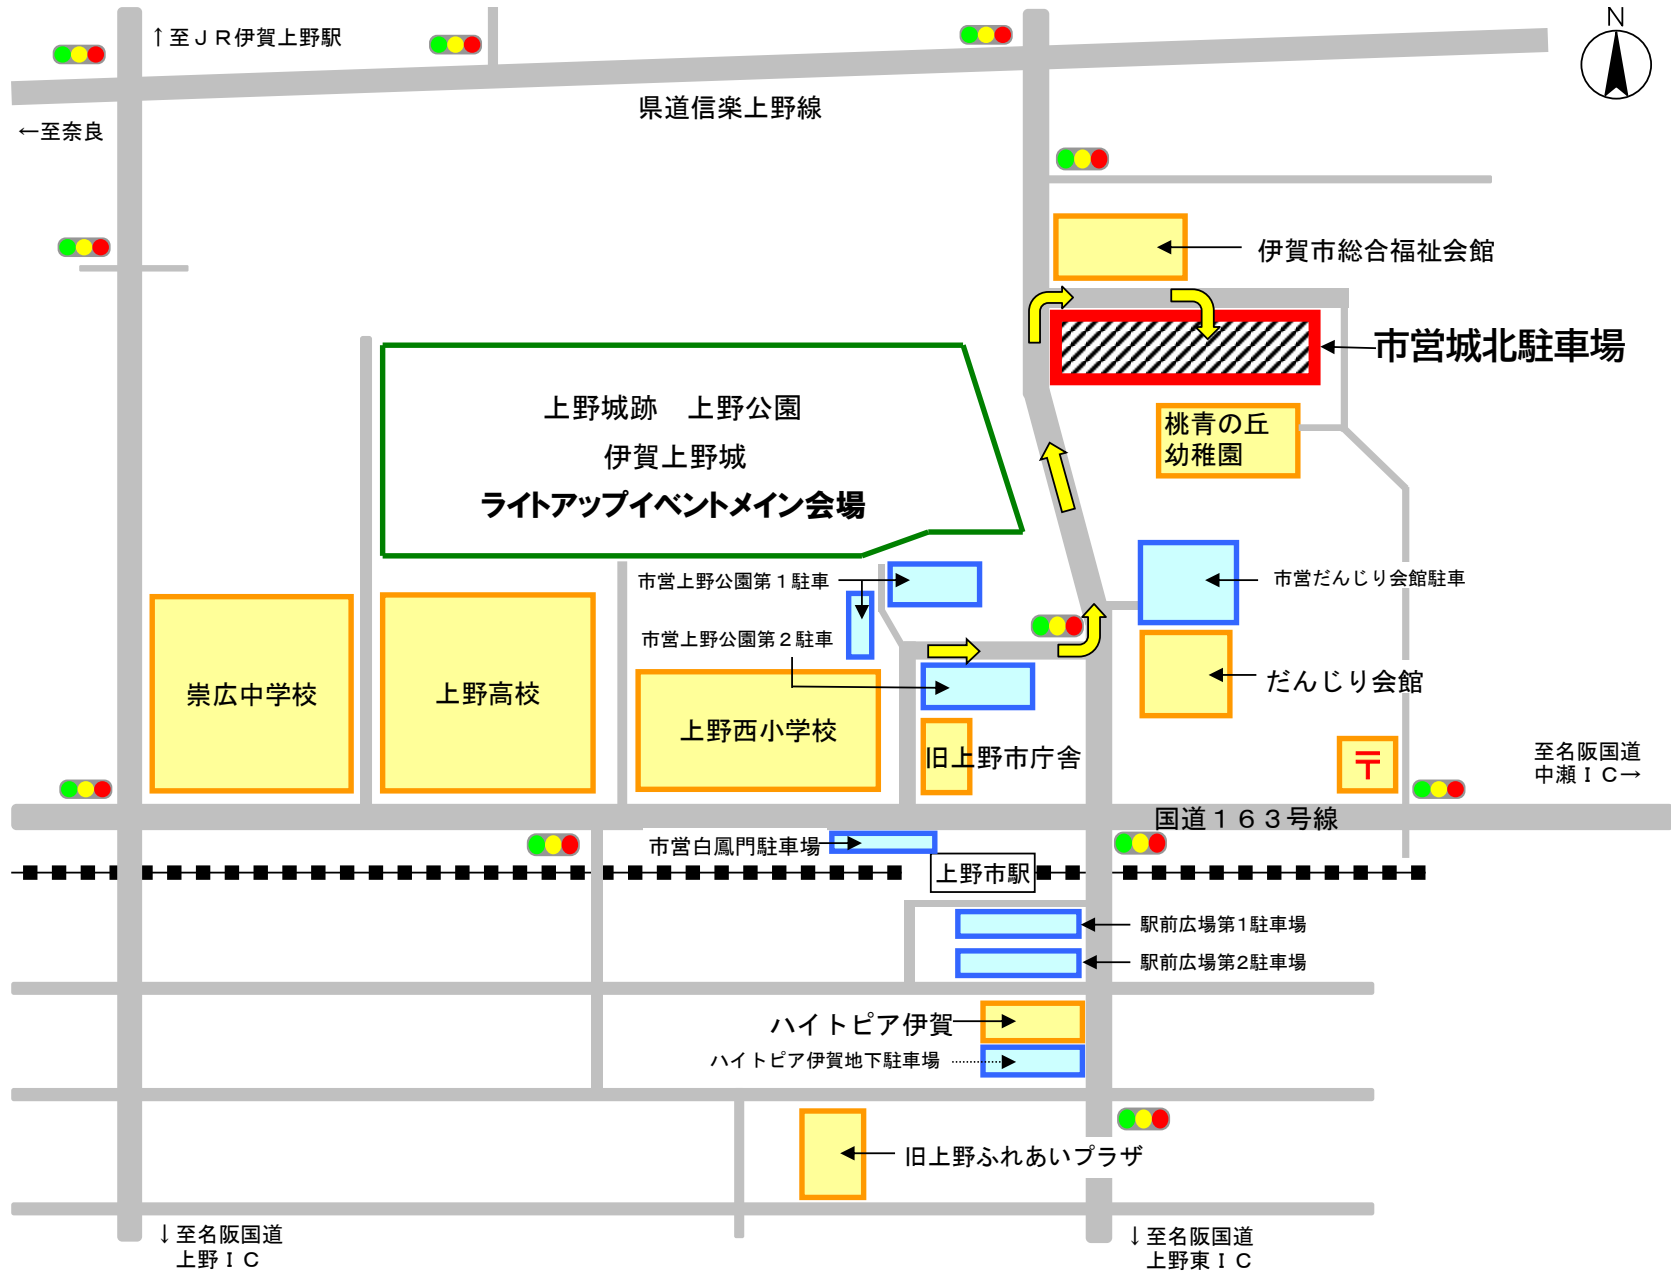 N
↑至ＪＲ伊賀上野駅
県道信楽上野線
←至奈良
伊賀市総合福祉会館
市営城北駐車場
上野城跡　上野公園
伊賀上野城
ライトアップイベントメイン会場
桃青の丘
幼稚園
市営上野公園第１駐車
市営だんじり会館駐車
市営上野公園第２駐車
だんじり会館
崇広中学校
上野高校
上野西小学校
旧上野市庁舎
〒
至名阪国道
中瀬ＩＣ→
国道１６３号線
市営白鳳門駐車場
上野市駅
駅前広場第1駐車場
駅前広場第2駐車場
ハイトピア伊賀
ハイトピア伊賀地下駐車場
旧上野ふれあいプラザ
↓至名阪国道
上野ＩＣ
↓至名阪国道
上野東ＩＣ